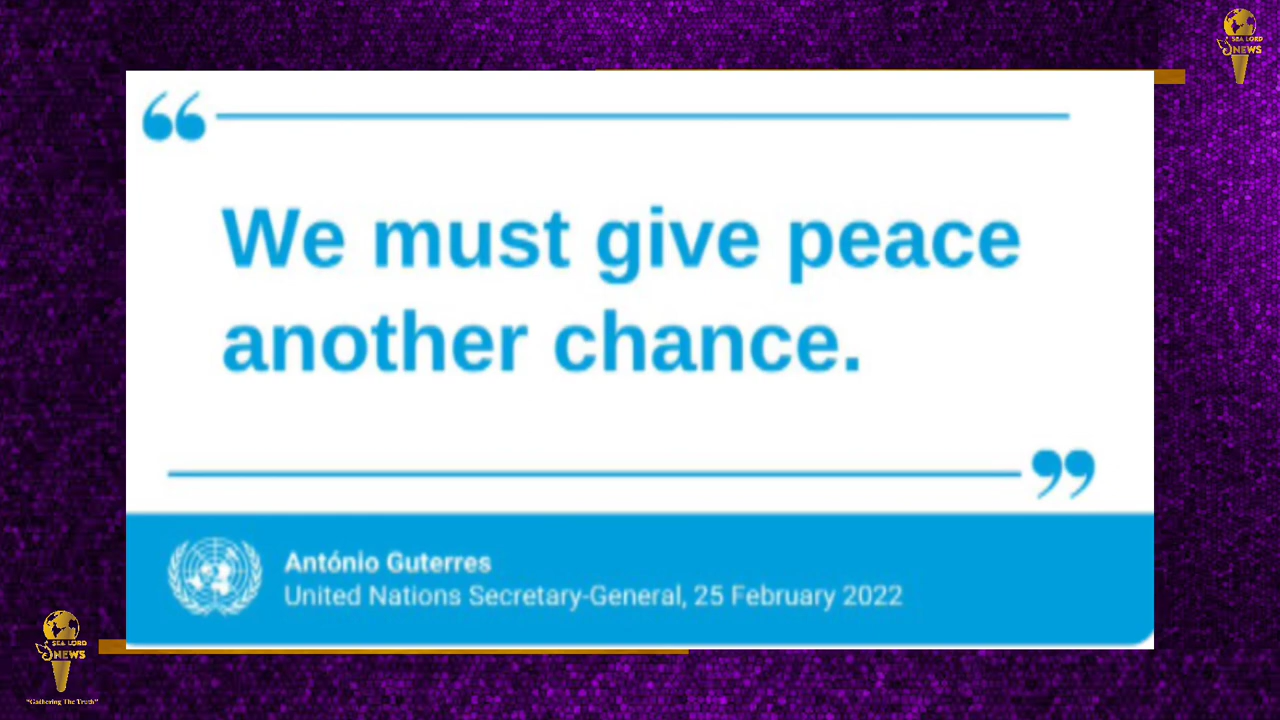 SEA LORD
NEWS
“
We must give peace
another chance.
”
António Guterres
United Nations Secretary-General, 25 February 2022
SEA LORD
NEWS
"Gathering The Truth"